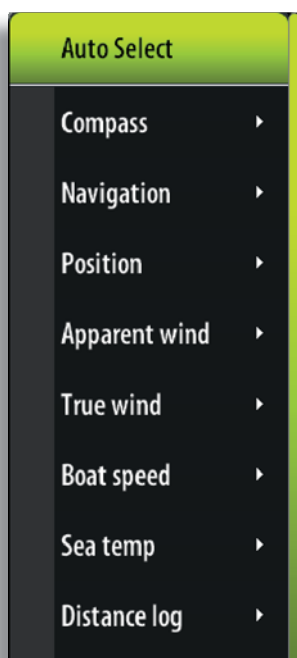 Auto Select
Compass
Navigation
Position
Apparent wind
True wind
Boat speed
Sea temp
Distance log